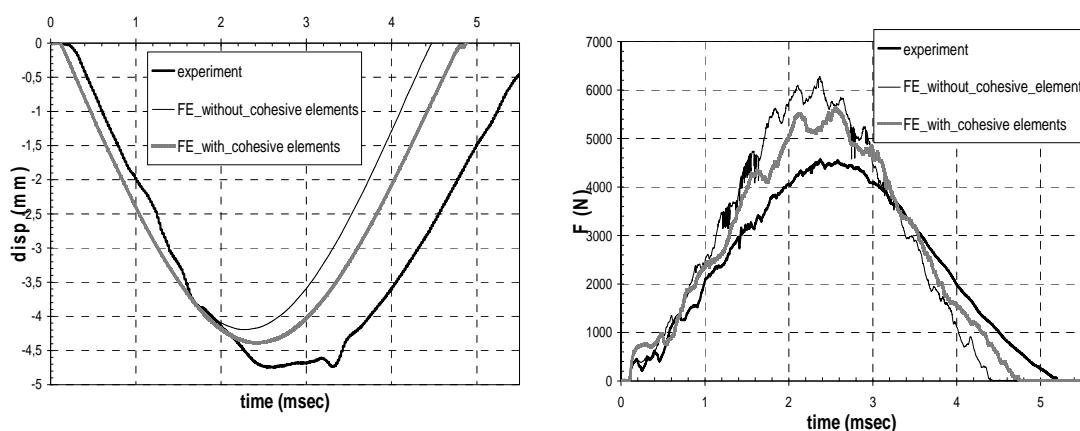 0 1 2 3 4 5
0
-0,5
-1
-1,5
-2
-2,5
-3
-3,5
-4
-4,5
-5
disp (mm)
experiment
FE_without_cohesive elements
FE_with_cohesive elements
time (msec)
7000
6000
5000
4000
3000
2000
1000
0
F (N)
experiment
FE_without_cohesive_element
FE_with_cohesive elements
0 1 2 3 4 5
time (msec)